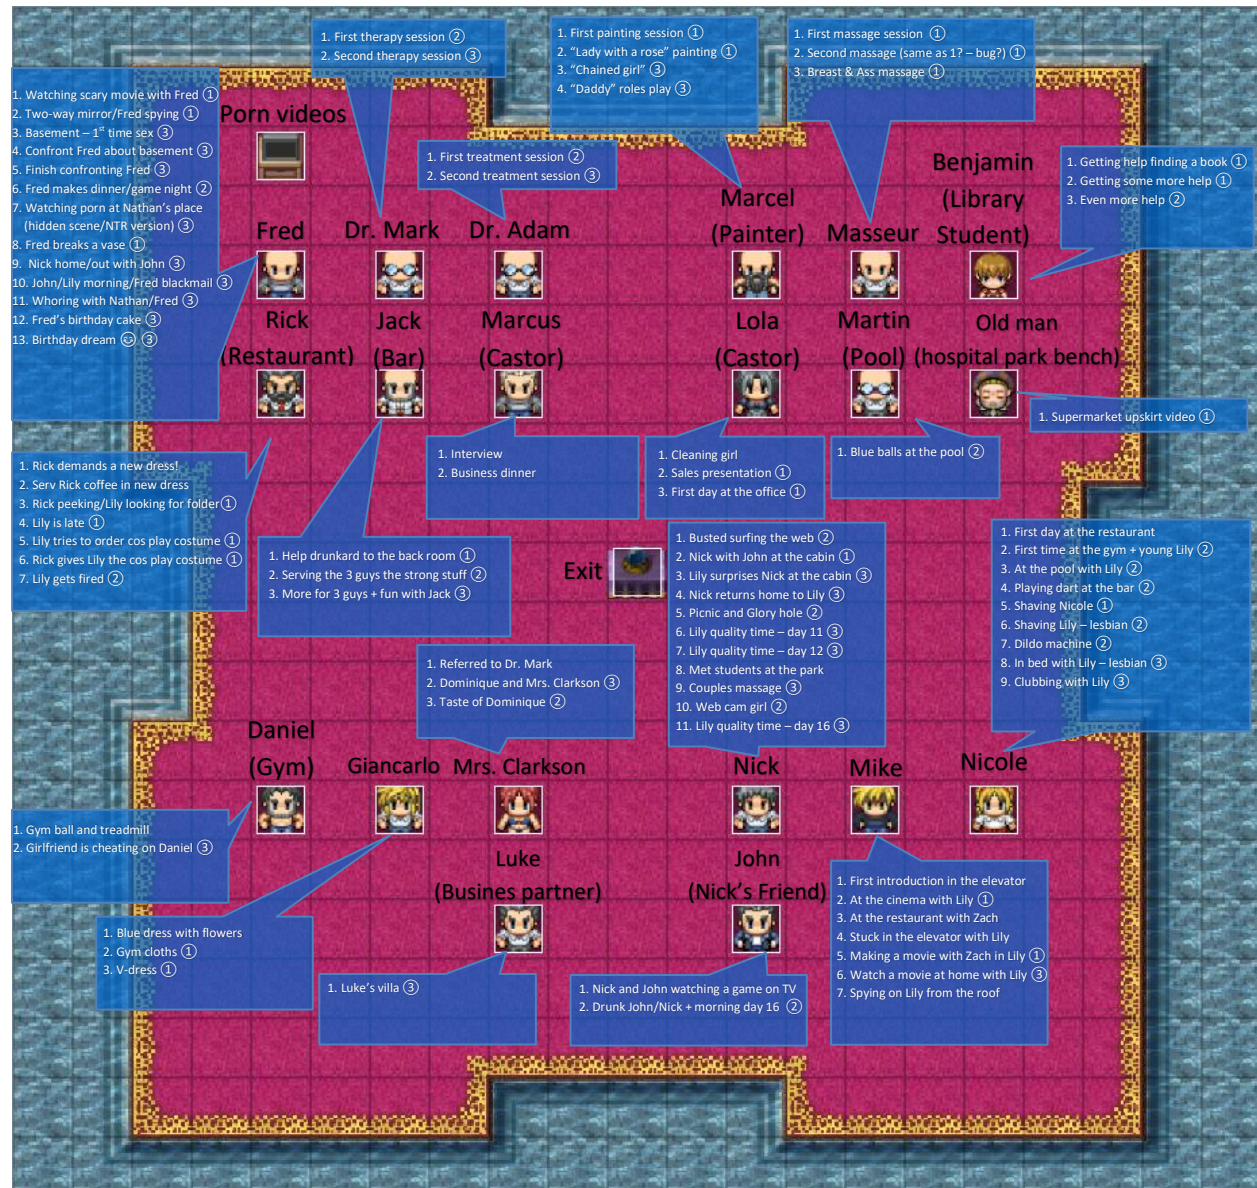 1. First therapy session ②
2. Second therapy session ③
1. First painting session ①
2. “Lady with a rose” painting ①
3. “Chained girl” ③
4. “Daddy” roles play ③
1. First massage session ①
2. Second massage (same as 1? – bug?) ①
3. Breast & Ass massage ①
1. Watching scary movie with Fred ①
2. Two-way mirror/Fred spying ①
3. Basement – 1st time sex ③
4. Confront Fred about basement ③
5. Finish confronting Fred ③
6. Fred makes dinner/game night ②
7. Watching porn at Nathan’s place
(hidden scene/NTR version) ③
8. Fred breaks a vase ①
9. Nick home/out with John ③
10. John/Lily morning/Fred blackmail ③
11. Whoring with Nathan/Fred ③
12. Fred’s birthday cake ③
13. Birthday dream ☺ ③
Porn videos
1. First treatment session ②
2. Second treatment session ③
1. Getting help finding a book ①
2. Getting some more help ①
3. Even more help ②
Fred
Dr. Mark
Dr. Adam
Marcel
(Painter)
Masseur
Benjamin
(Library
Student)
Rick
(Restaurant)
Jack
(Bar)
Marcus
(Castor)
Lola
(Castor)
Martin
(Pool)
Old man
(hospital park bench)
1. Supermarket upskirt video ①
1. Rick demands a new dress!
2. Serv Rick coffee in new dress
3. Rick peeking/Lily looking for folder ①
4. Lily is late ①
5. Lily tries to order cos play costume ①
6. Rick gives Lily the cos play costume ①
7. Lily gets fired ②
1. Help drunkard to the back room ①
2. Serving the 3 guys the strong stuff ②
3. More for 3 guys + fun with Jack ③
1. Interview
2. Business dinner
1. Cleaning girl
2. Sales presentation ①
3. First day at the office ①
1. Blue balls at the pool ②
Exit
1. Busted surfing the web ②
2. Nick with John at the cabin ①
3. Lily surprises Nick at the cabin ③
4. Nick returns home to Lily ③
5. Picnic and Glory hole ②
6. Lily quality time – day 11 ③
7. Lily quality time – day 12 ③
8. Met students at the park
9. Couples massage ③
10. Web cam girl ②
11. Lily quality time – day 16 ③
1. First day at the restaurant
2. First time at the gym + young Lily ②
3. At the pool with Lily ②
4. Playing dart at the bar ②
5. Shaving Nicole ①
6. Shaving Lily – lesbian ②
7. Dildo machine ②
8. In bed with Lily – lesbian ③
9. Clubbing with Lily ③
1. Referred to Dr. Mark
2. Dominique and Mrs. Clarkson ③
3. Taste of Dominique ②
Daniel
(Gym)
Giancarlo
Mrs. Clarkson
Nick
Mike
Nicole
1. Gym ball and treadmill
2. Girlfriend is cheating on Daniel ③
Luke
(Busines partner)
John
(Nick’s Friend)
1. Blue dress with flowers
2. Gym cloths ①
3. V-dress ①
1. Luke’s villa ③
1. Nick and John watching a game on TV
2. Drunk John/Nick + morning day 16 ②
1. First introduction in the elevator
2. At the cinema with Lily ①
3. At the restaurant with Zach
4. Stuck in the elevator with Lily
5. Making a movie with Zach in Lily ①
6. Watch a movie at home with Lily ③
7. Spying on Lily from the roof